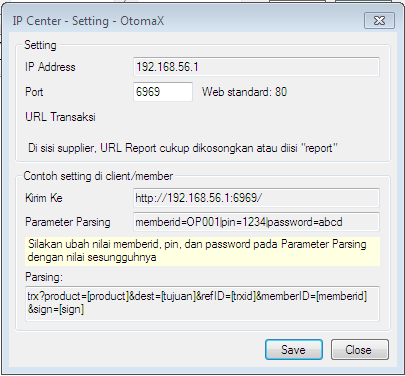 IP Center - Setting - OtomaX
Setting
IP Address 192.168.56.1
Port 6969 Web standard: 80
URL Transaksi
Di sisi supplier, URL Report cukup dikosongkan atau diisi "report"
Contoh setting di client/member
Kirim Ke http://192.168.56.1:6969/
Parameter Parsing memberid=OP001|pin=1234|password=abcd
Silakan ubah nilai memberid, pin, dan password pada Parameter Parsing
dengan nilai sesungguhnya
Parsing:
trx?product=[product]&dest=[tujuan]&refID=[trxid]&memberID=[memberid]
&sign=[sign]
Save Close